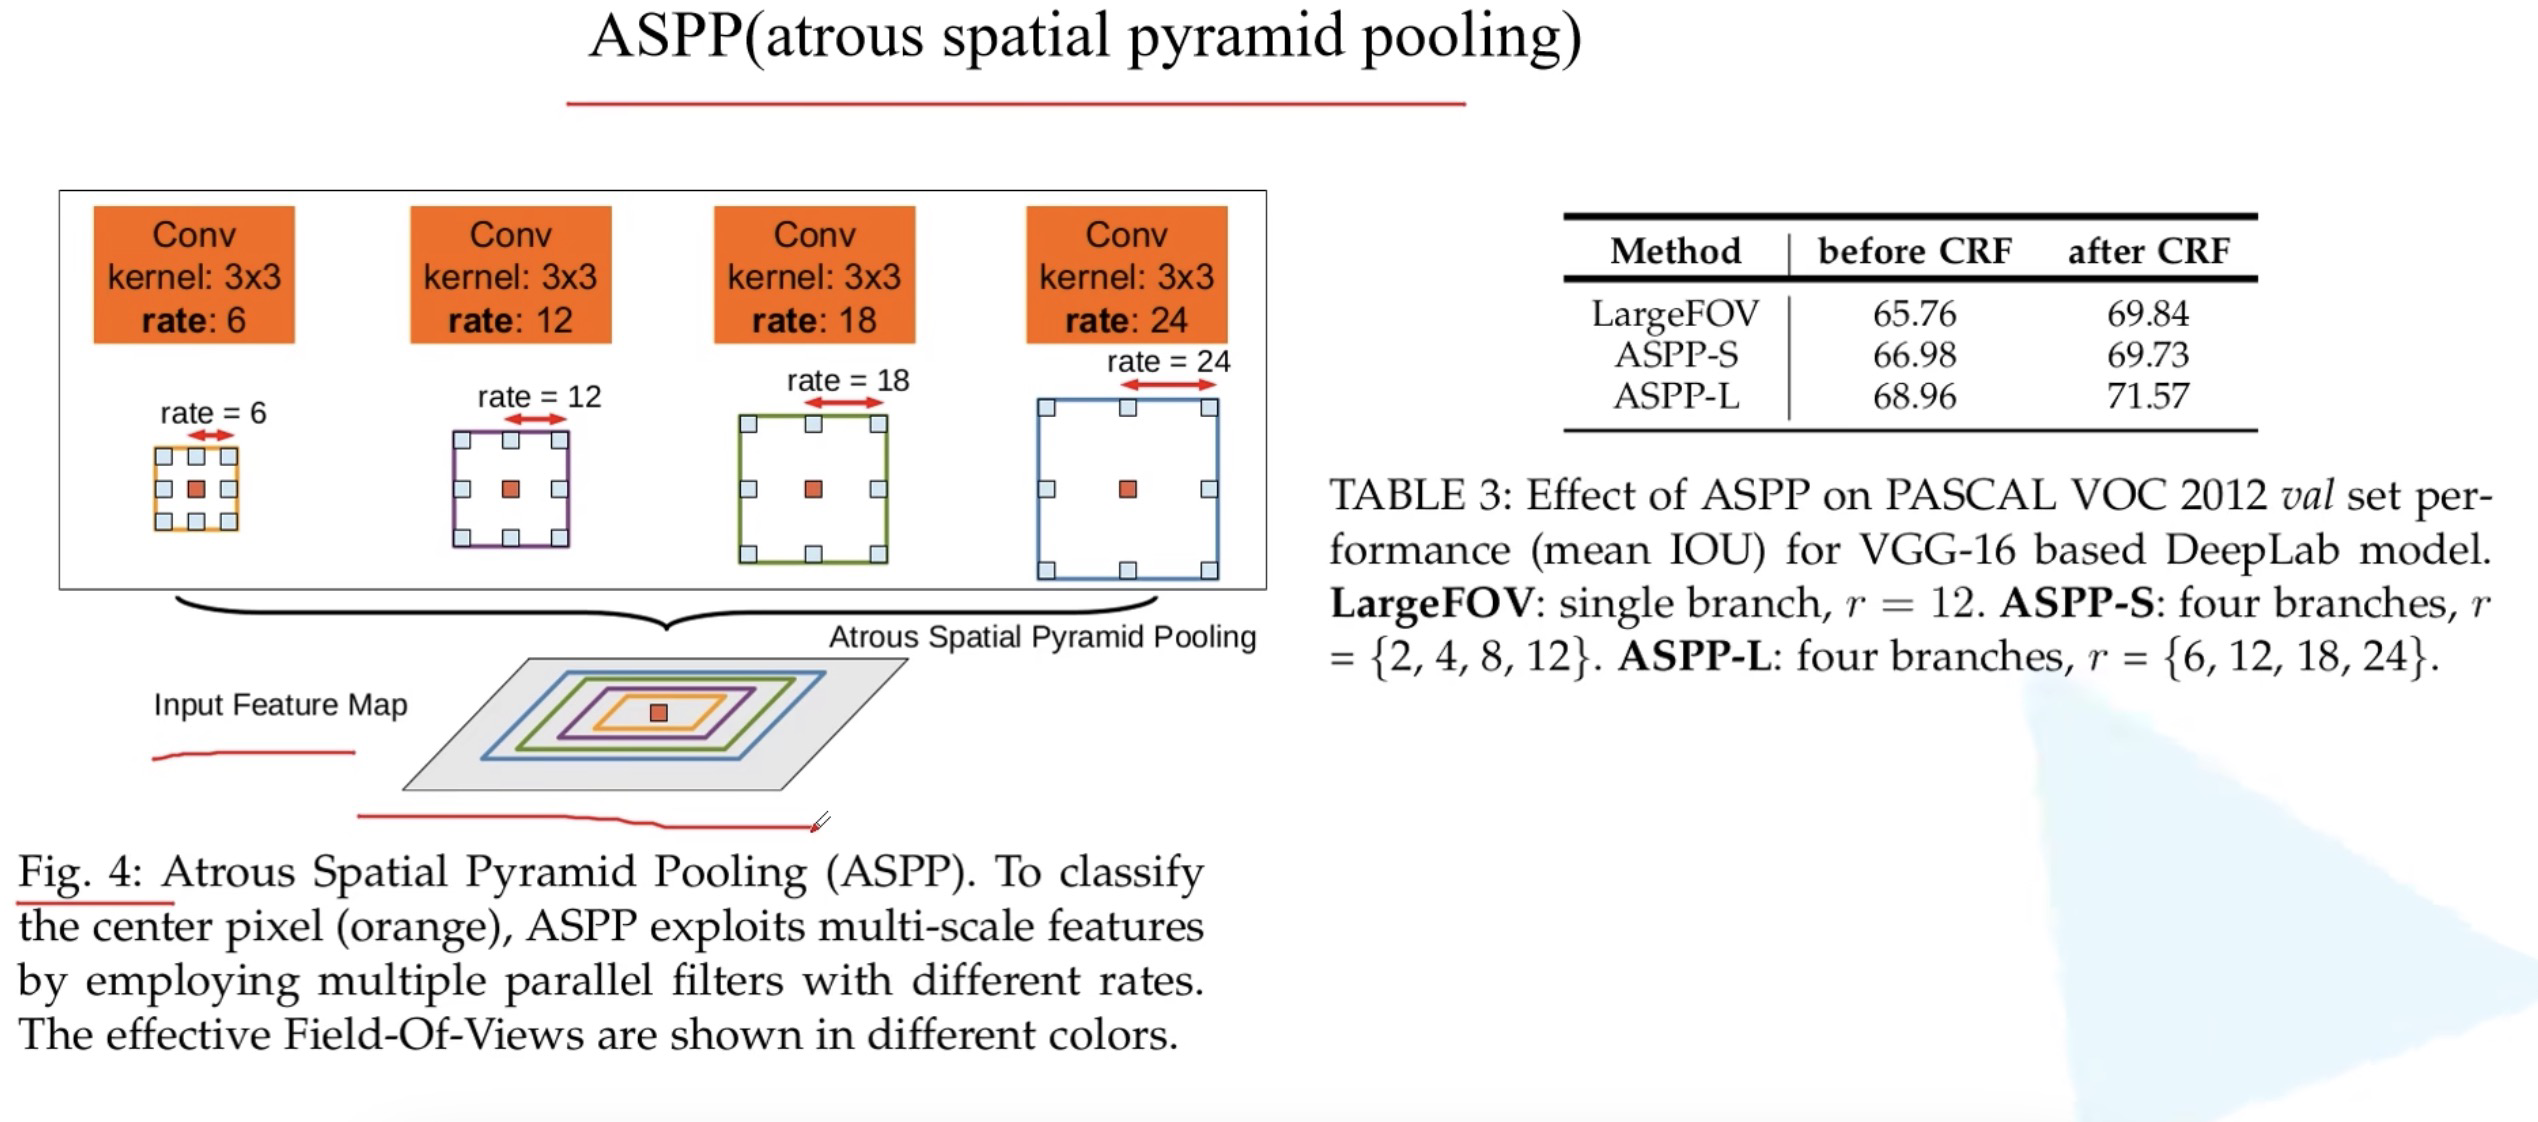 ASPP(atrous spatial pyramid pooling)
Conv
kernel: 3x3
rate: 6
Conv
kernel: 3x3
rate: 12
Conv
kernel: 3x3
rate: 18
Conv
kernel: 3x3
rate: 24
rate = 6
rate = 12
rate = 18
rate = 24
Atrous Spatial Pyramid Pooling
Input Feature Map
Fig. 4: Atrous Spatial Pyramid Pooling (ASPP). To classify
the center pixel (orange), ASPP exploits multi-scale features
by employing multiple parallel filters with different rates.
The effective Field-Of-Views are shown in different colors.
Method before CRF after CRF
LargeFOV 65.76 69.84
ASPP-S 66.98 69.73
ASPP-L 68.96 71.57
TABLE 3: Effect of ASPP on PASCAL VOC 2012 val set per-
formance (mean IOU) for VGG-16 based DeepLab model.
LargeFOV: single branch, r = 12. ASPP-S: four branches, r
= {2, 4, 8, 12}. ASPP-L: four branches, r = {6, 12, 18, 24}.